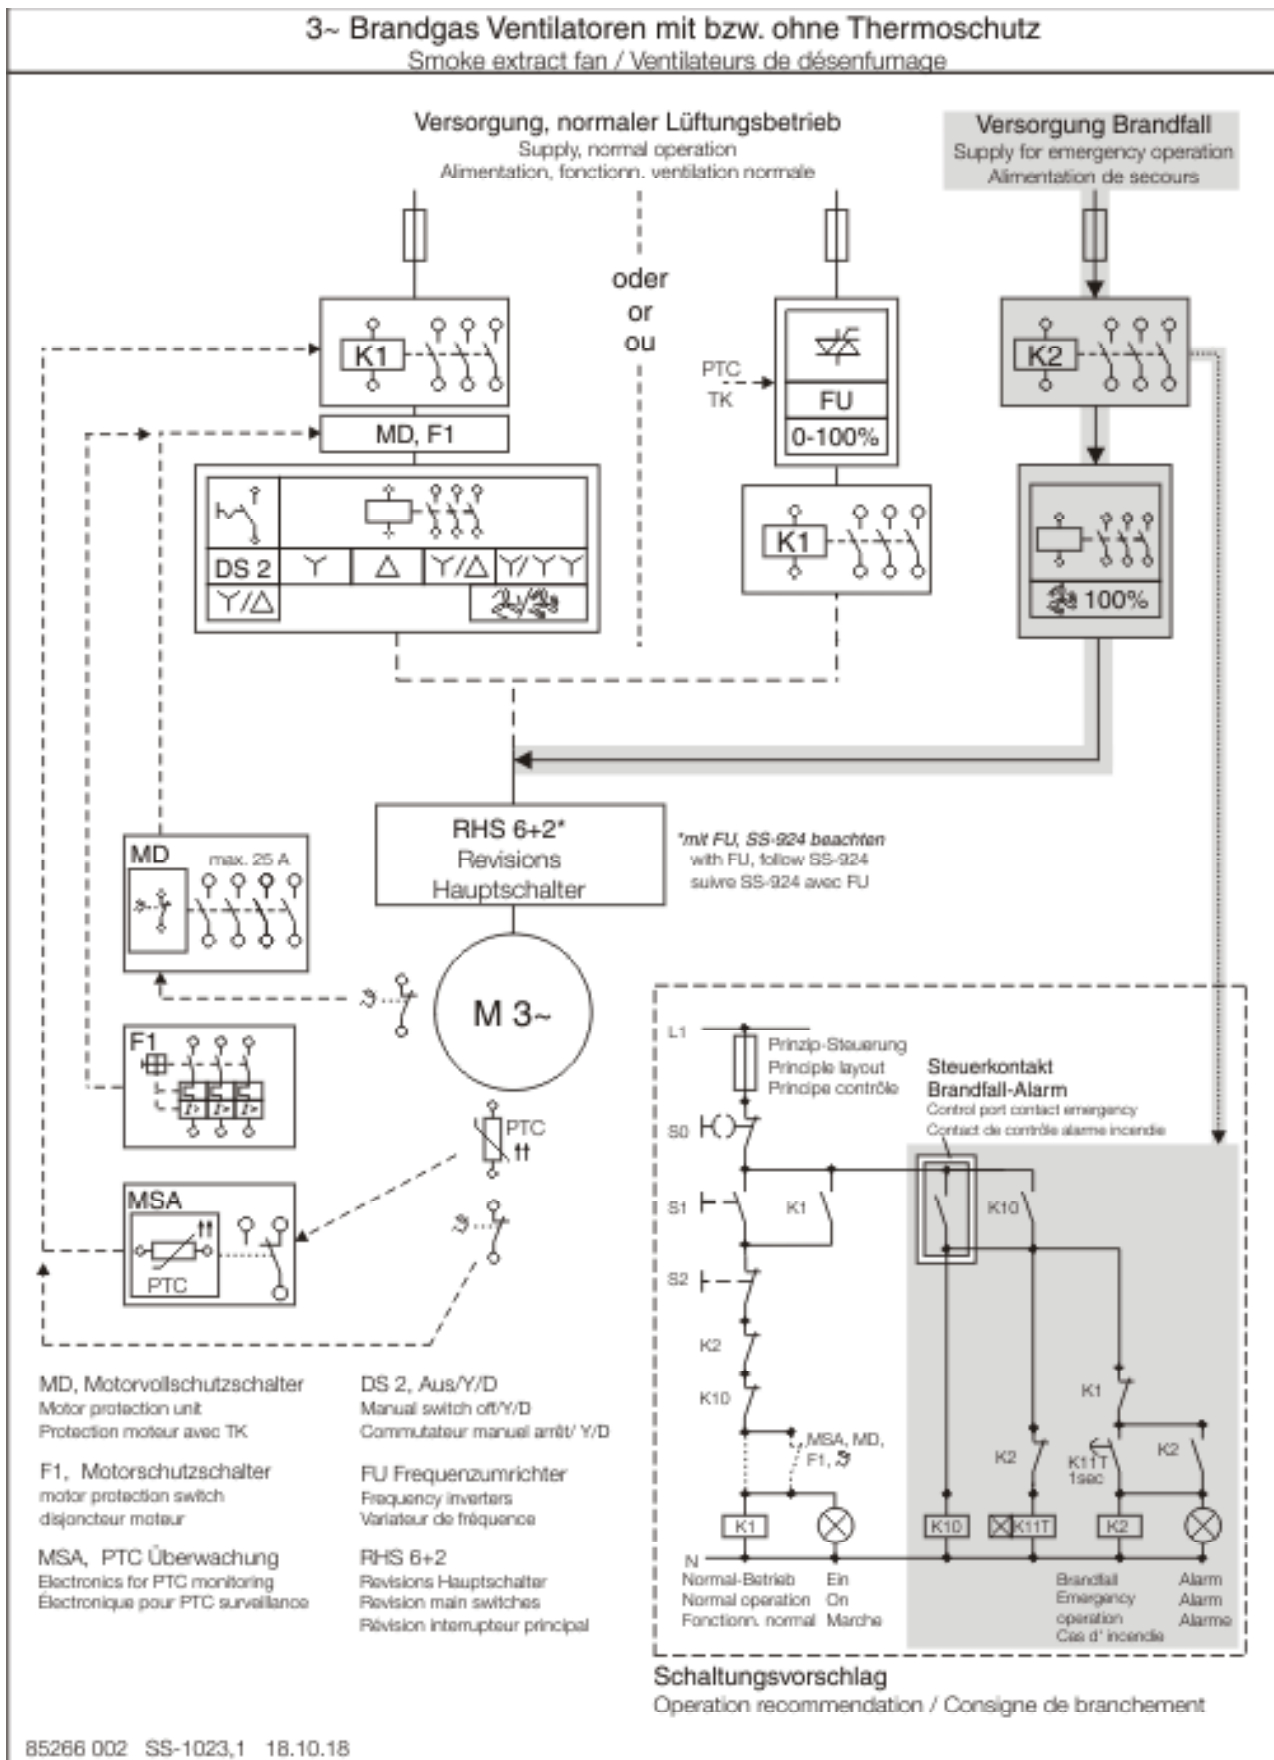 3~ Brandgas Ventilatoren mit bzw. ohne Thermoschutz
Smoke extract fan / Ventilateurs de désenfumage
Versorgung, normaler Lüftungsbetrieb
Supply, normal operation
Alimentation, fonctionn. ventilation normale
Versorgung Brandfall
Supply for emergency operation
Alimentation de secours
oder
or
ou
K1
MD, F1
DS 2
Y/Δ
Y
Δ
Y/Δ
Y/Y Y
PTC
TK
FU
0-100%
K1
K2
100%
RHS 6+2*
Revisions
Hauptschalter
*mit FU, SS-924 beachten
with FU, follow SS-924
suivre SS-924 avec FU
MD
max. 25 A
ϑ
ϑ
M 3~
F1
I> I> I>
PTC
MSA
PTC
ϑ
L1
Prinzip-Steuerung
Principle layout
Principe contrôle
Steuerkontakt
Brandfall-Alarm
Control port contact emergency
Contact de contrôle alarme incendie
S0
S1
K1
K10
S2
K2
K10
K1
MSA, MD,
F1, ϑ
K2
K11T
1sec
K2
K1
K10
K11T
K2
N
Normal-Betrieb
Normal operation
Fonctionn. normal
Ein
On
Marche
Brandfall
Emergency
operation
Cas d' incendie
Alarm
Alarm
Alarme
MD, Motorvollschutzschalter
Motor protection unit
Protection moteur avec TK
F1, Motorschutzschalter
motor protection switch
disjoncteur moteur
MSA, PTC Überwachung
Electronics for PTC monitoring
Électronique pour PTC surveillance
DS 2, Aus/Y/D
Manual switch off/Y/D
Commutateur manuel arrêt/ Y/D
FU Frequenzumrichter
Frequency inverters
Variateur de fréquence
RHS 6+2
Revisions Hauptschalter
Revision main switches
Révision interrupteur principal
Schaltungsvorschlag
Operation recommendation / Consigne de branchement
85266 002 SS-1023,1 18.10.18